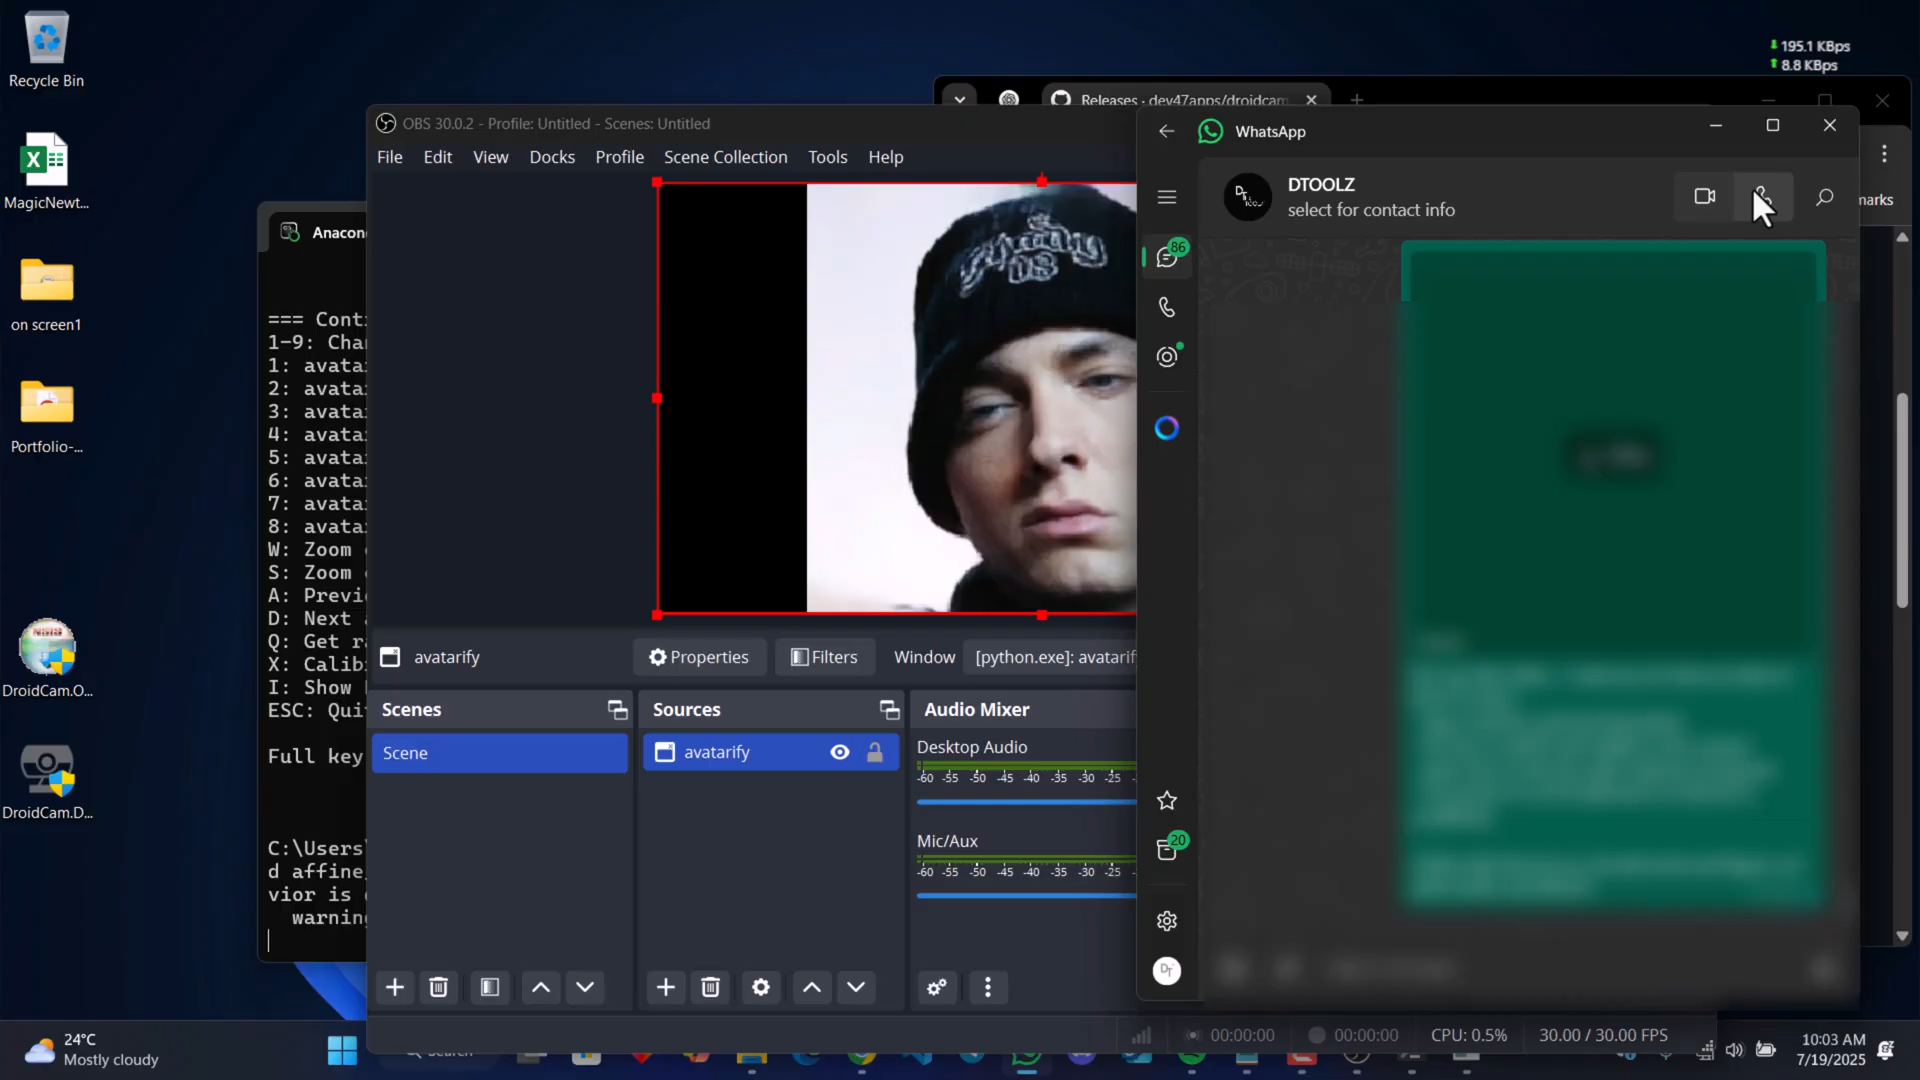 Recycle Bin
MagicNewt...
on screen1
Portfolio-...
DroidCam.O...
DroidCam.D...
195.1 KBps
8.8 KBps
Releases · dev47apps/droidcam
Anacon
=== Cont
1-9: Cha
1: avata
2: avata
3: avata
4: avata
5: avata
6: avata
7: avata
8: avata
W: Zoom
S: Zoom
A: Previ
D: Next
Q: Get r
X: Calib
I: Show
ESC: Qui
Full key
C:\Users\
d affine
vior is
warning
OBS 30.0.2 - Profile: Untitled - Scenes: Untitled
File Edit View Docks Profile Scene Collection Tools Help
avatarify Properties Filters Window [python.exe]: avatarify
Scenes
Scene
Sources
avatarify
Audio Mixer
Desktop Audio
-60 -55 -50 -45 -40 -35 -30 -25
Mic/Aux
-60 -55 -50 -45 -40 -35 -30 -25
00:00:00 00:00:00 CPU: 0.5% 30.00 / 30.00 FPS
WhatsApp
DTOOLZ
select for contact info
86
20
DT
marks
24°C
Mostly cloudy
Search
10:03 AM
7/19/2025